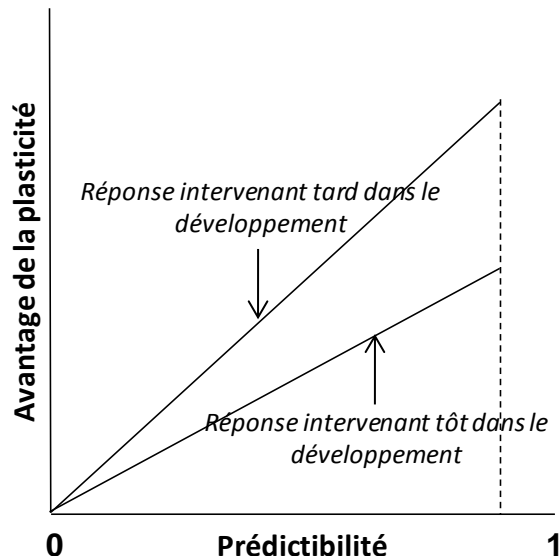 Avantage de la plasticité
Réponse intervenant tard dans le
développement
Réponse intervenant tôt dans le
développement
0 Prédictibilité 1